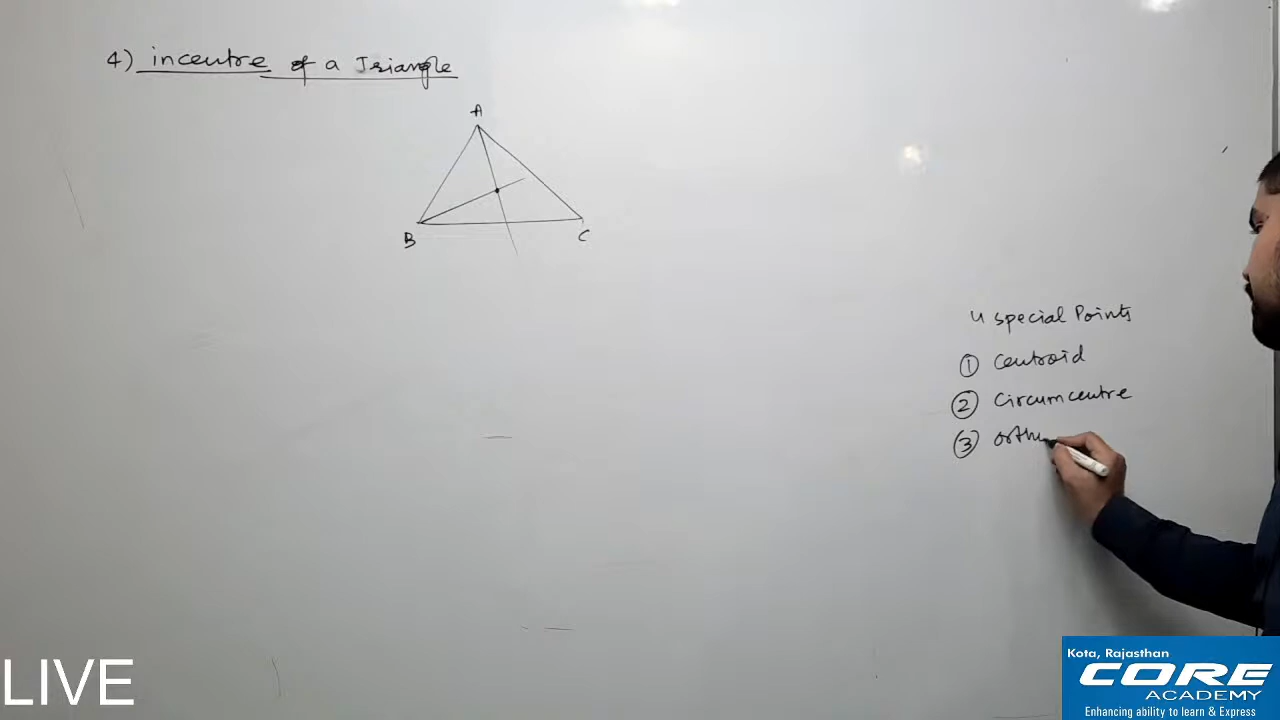 4) incentre of a Triangle
A
B
C
4 special Points
① Centroid
② Circumcentre
③ orth
LIVE
Kota, Rajasthan
CORE
ACADEMY
Enhancing ability to learn & Express